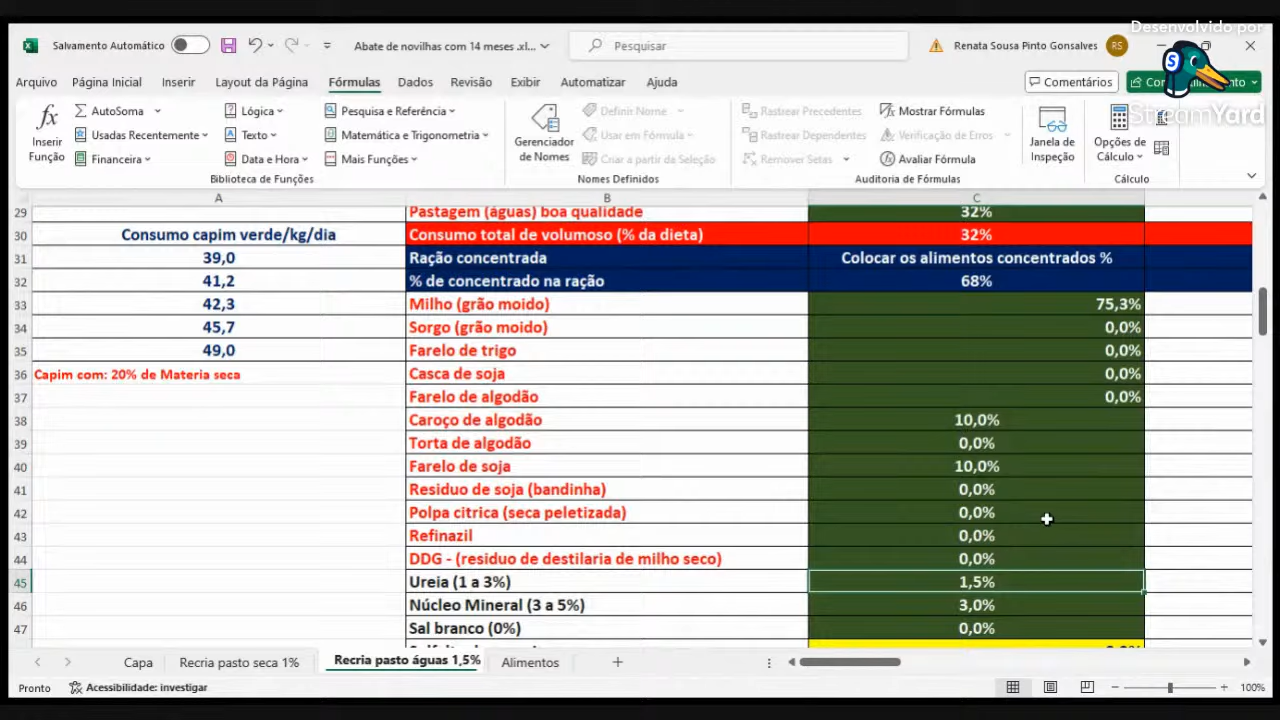 Desenvolvido por
Salvamento Automático
Abate de novilhas com 14 meses .xl...
Pesquisar
Renata Sousa Pinto Gonsalves
RS
Arquivo Página Inicial Inserir Layout da Página Fórmulas Dados Revisão Exibir Automatizar Ajuda
Comentários
StreamYard
fx Inserir Função
AutoSoma
Usadas Recentemente
Financeira
Lógica
Texto
Data e Hora
Pesquisa e Referência
Matemática e Trigonometria
Mais Funções
Biblioteca de Funções
Gerenciador de Nomes
Definir Nome
Usar em Fórmula
Criar a partir da Seleção
Nomes Definidos
Rastrear Precedentes
Rastrear Dependentes
Remover Setas
Mostrar Fórmulas
Verificação de Erros
Avaliar Fórmula
Auditoria de Fórmulas
Janela de Inspeção
Opções de Cálculo
Cálculo
A B C
29 Pastagem (águas) boa qualidade 32%
30 Consumo capim verde/kg/dia Consumo total de volumoso (% da dieta) 32%
31 39,0 Ração concentrada Colocar os alimentos concentrados %
32 41,2 % de concentrado na ração 68%
33 42,3 Milho (grão moido) 75,3%
34 45,7 Sorgo (grão moido) 0,0%
35 49,0 Farelo de trigo 0,0%
36 Capim com: 20% de Materia seca Casca de soja 0,0%
37 Farelo de algodão 0,0%
38 Caroço de algodão 10,0%
39 Torta de algodão 0,0%
40 Farelo de soja 10,0%
41 Residuo de soja (bandinha) 0,0%
42 Polpa citrica (seca peletizada) 0,0%
43 Refinazil 0,0%
44 DDG - (residuo de destilaria de milho seco) 0,0%
45 Ureia (1 a 3%) 1,5%
46 Núcleo Mineral (3 a 5%) 3,0%
47 Sal branco (0%) 0,0%
Capa Recria pasto seca 1% Recria pasto águas 1,5% Alimentos
Pronto Acessibilidade: investigar 100%